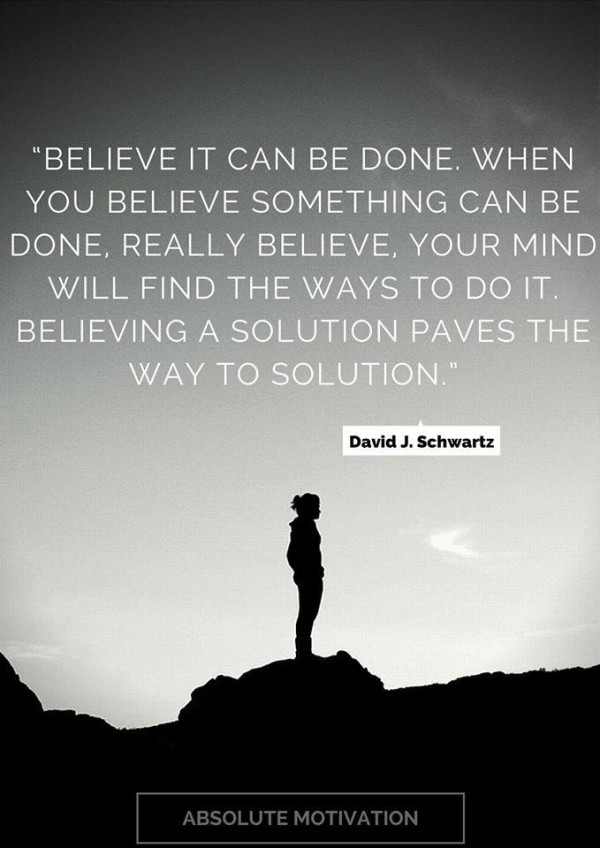 “BELIEVE IT CAN BE DONE. WHEN
YOU BELIEVE SOMETHING CAN BE
DONE, REALLY BELIEVE, YOUR MIND
WILL FIND THE WAYS TO DO IT.
BELIEVING A SOLUTION PAVES THE
WAY TO SOLUTION.”
David J. Schwartz
ABSOLUTE MOTIVATION